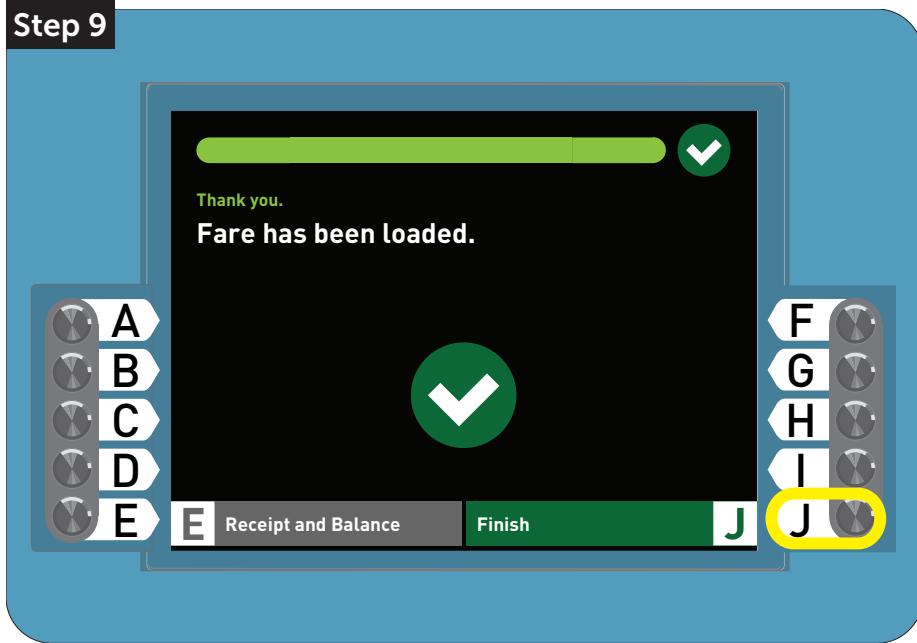 Step 9
Thank you.
Fare has been loaded.
A
B
C
D
E
F
G
H
I
J
E Receipt and Balance
Finish J